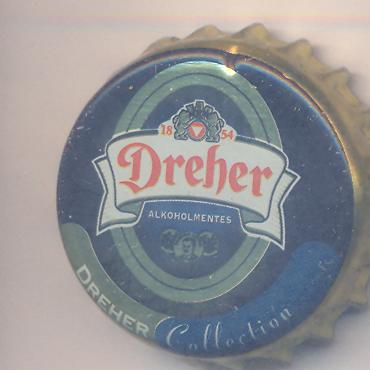 18 54
Dreher
ALKOHOLMENTES
DREHER Collection